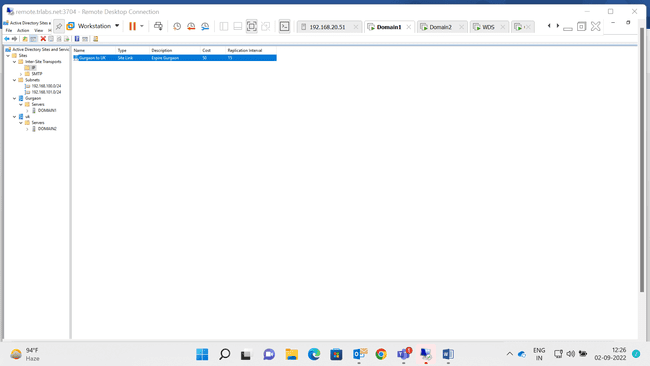 remote.trlabs.net:3704 - Remote Desktop Connection
Active Directory Sites a
Workstation
192.168.20.51
Domain1
Domain2
WDS
File Action View H
Active Directory Sites and Servic
Sites
Inter-Site Transports
IP
SMTP
Subnets
192.168.100.0/24
192.168.101.0/24
Gurgaon
Servers
DOMAIN1
uk
Servers
DOMAIN2
Name Type Description Cost Replication Interval
Gurgaon to UK Site Link Expire Gurgaon 50 15
94°F
Haze
1
ENG
IN
12:26
02-09-2022